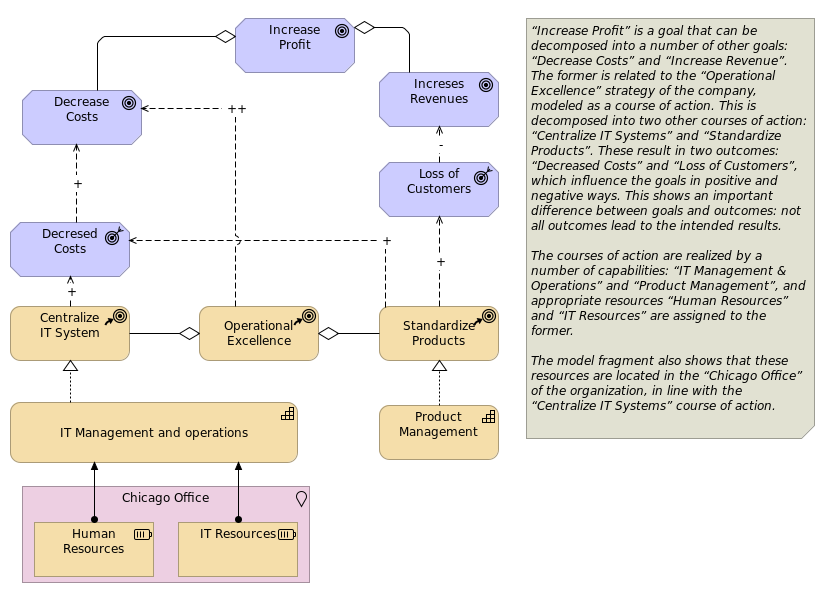 Increase
Profit
Decrease
Costs
++
Increses
Revenues
-
Loss of
Customers
+
Decresed
Costs
+
+
+
Centralize
IT System
Operational
Excellence
Standardize
Products
IT Management and operations
Product
Management
Chicago Office
Human
Resources
IT Resources
“Increase Profit” is a goal that can be
decomposed into a number of other goals:
“Decrease Costs” and “Increase Revenue”.
The former is related to the “Operational
Excellence” strategy of the company,
modeled as a course of action. This is
decomposed into two other courses of action:
“Centralize IT Systems” and “Standardize
Products”. These result in two outcomes:
“Decreased Costs” and “Loss of Customers”,
which influence the goals in positive and
negative ways. This shows an important
difference between goals and outcomes: not
all outcomes lead to the intended results.
The courses of action are realized by a
number of capabilities: “IT Management &
Operations” and “Product Management”, and
appropriate resources “Human Resources”
and “IT Resources” are assigned to the
former.
The model fragment also shows that these
resources are located in the “Chicago Office”
of the organization, in line with the
“Centralize IT Systems” course of action.